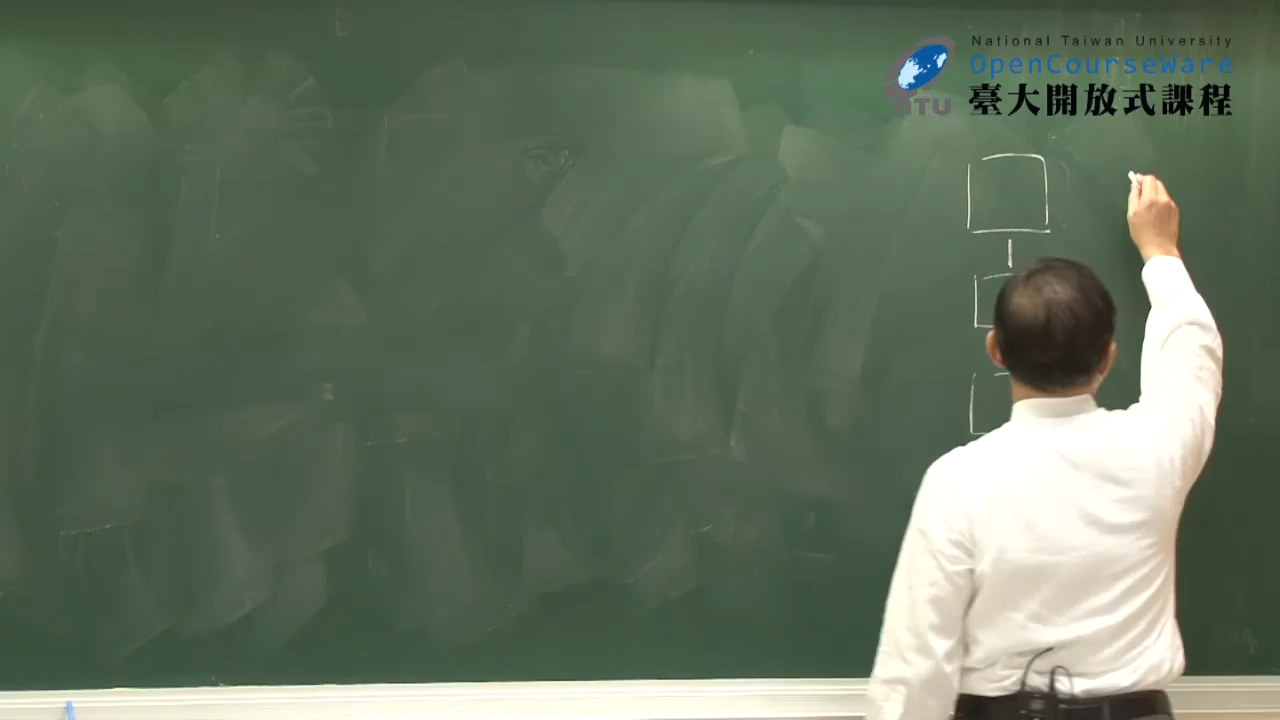 National Taiwan University
OpenCourseWare
臺大開放式課程
NTU